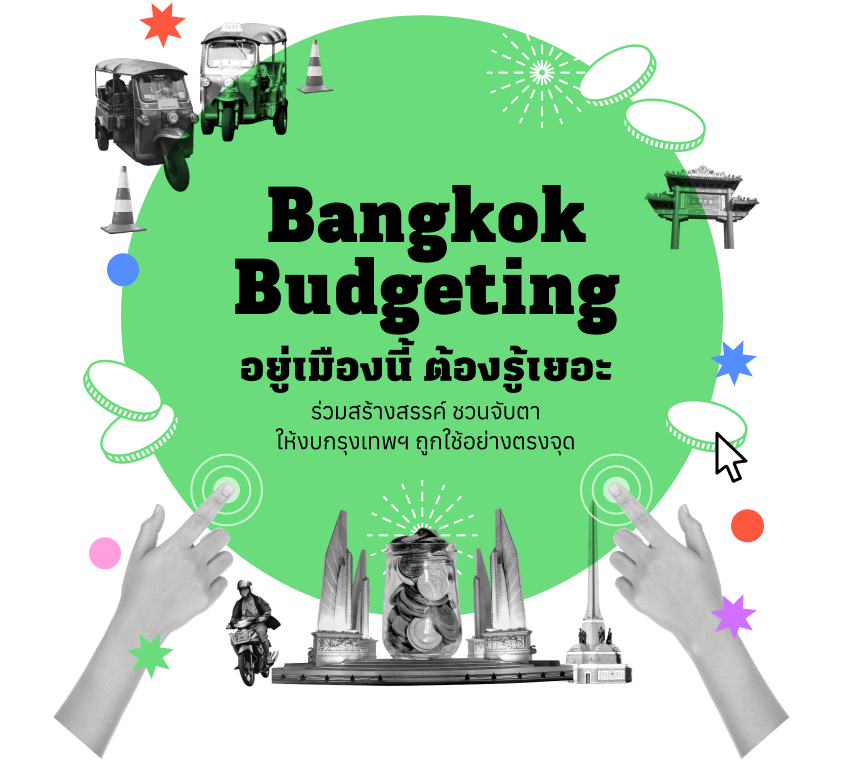 Bangkok
Budgeting
อยู่เมืองนี้ ต้องรู้เยอะ
ร่วมสร้างสรรค์ ชวนจับตา
ให้งบกรุงเทพฯ ถูกใช้อย่างตรงจุด